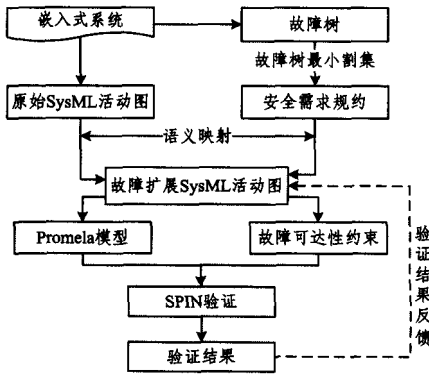 嵌入式系统
故障树
故障树最小割集
原始SysML活动图
安全需求规约
语义映射
故障扩展SysML活动图
Promela模型
故障可达性约束
SPIN验证
验证结果
验证结果反馈